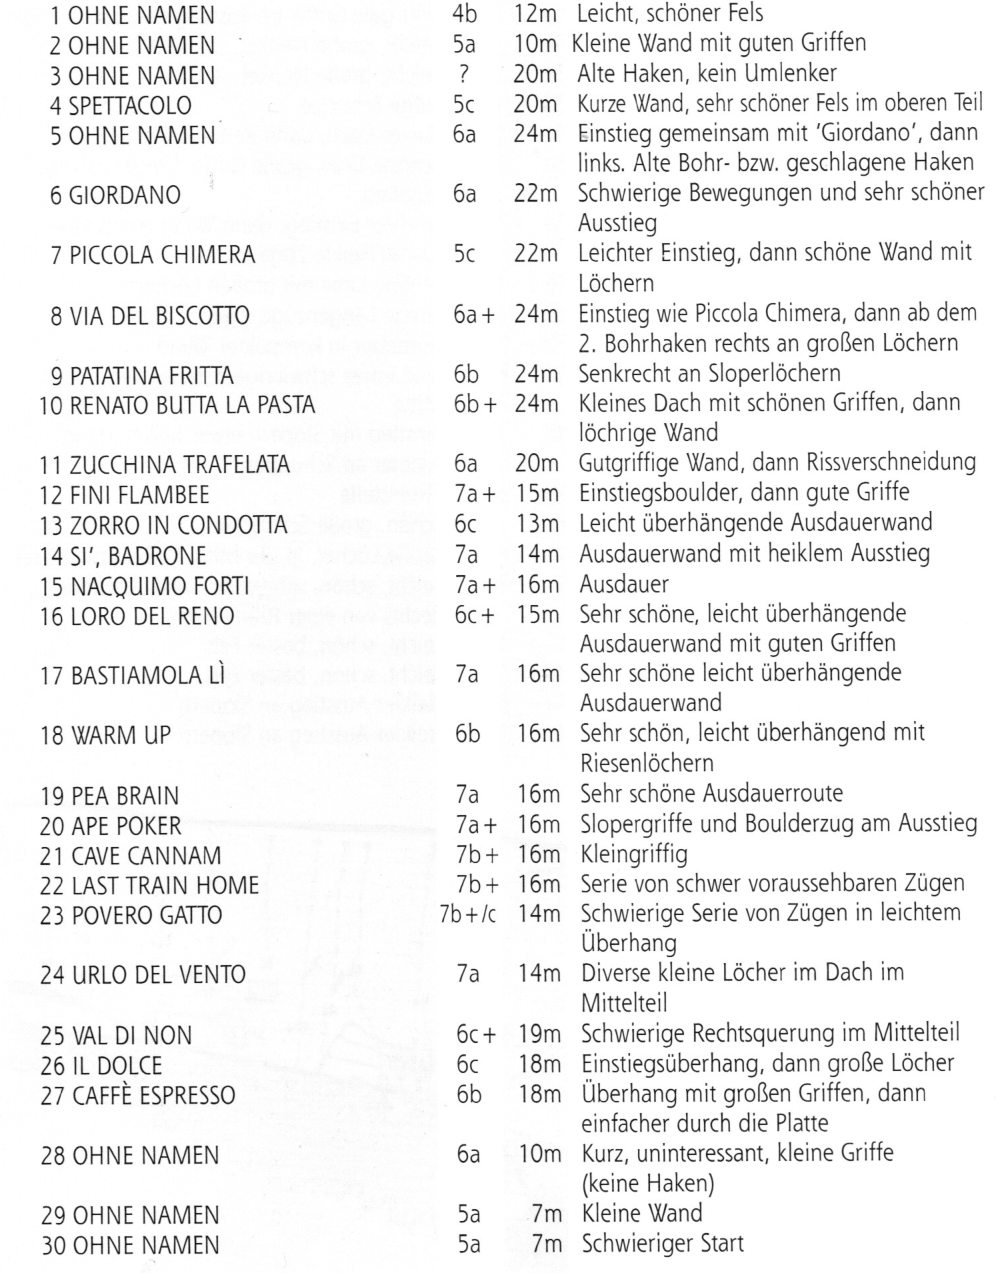 1 OHNE NAMEN 4b 12m Leicht, schöner Fels
2 OHNE NAMEN 5a 10m Kleine Wand mit guten Griffen
3 OHNE NAMEN ? 20m Alte Haken, kein Umlenker
4 SPETTACOLO 5c 20m Kurze Wand, sehr schöner Fels im oberen Teil
5 OHNE NAMEN 6a 24m Einstieg gemeinsam mit 'Giordano', dann
links. Alte Bohr- bzw. geschlagene Haken
6 GIORDANO 6a 22m Schwierige Bewegungen und sehr schöner
Ausstieg
7 PICCOLA CHIMERA 5c 22m Leichter Einstieg, dann schöne Wand mit
Löchern
8 VIA DEL BISCOTTO 6a+ 24m Einstieg wie Piccola Chimera, dann ab dem
2. Bohrhaken rechts an großen Löchern
9 PATATINA FRITTA 6b 24m Senkrecht an Sloperlöchern
10 RENATO BUTTA LA PASTA 6b+ 24m Kleines Dach mit schönen Griffen, dann
löchrige Wand
11 ZUCCHINA TRAFELATA 6a 20m Gutgriffige Wand, dann Rissverschneidung
12 FINI FLAMBEE 7a+ 15m Einstiegsboulder, dann gute Griffe
13 ZORRO IN CONDOTTA 6c 13m Leicht überhängende Ausdauerwand
14 SI', BADRONE 7a 14m Ausdauerwand mit heiklem Ausstieg
15 NACQUIMO FORTI 7a+ 16m Ausdauer
16 LORO DEL RENO 6c+ 15m Sehr schöne, leicht überhängende
Ausdauerwand mit guten Griffen
17 BASTIAMOLA LÌ 7a 16m Sehr schöne leicht überhängende
Ausdauerwand
18 WARM UP 6b 16m Sehr schön, leicht überhängend mit
Riesenlöchern
19 PEA BRAIN 7a 16m Sehr schöne Ausdauerroute
20 APE POKER 7a+ 16m Slopergriffe und Boulderzug am Ausstieg
21 CAVE CANNAM 7b+ 16m Kleingriffig
22 LAST TRAIN HOME 7b+ 16m Serie von schwer voraussehbaren Zügen
23 POVERO GATTO 7b+/c 14m Schwierige Serie von Zügen in leichtem
Überhang
24 URLO DEL VENTO 7a 14m Diverse kleine Löcher im Dach im
Mittelteil
25 VAL DI NON 6c+ 19m Schwierige Rechtsquerung im Mittelteil
26 IL DOLCE 6c 18m Einstiegsüberhang, dann große Löcher
27 CAFFÈ ESPRESSO 6b 18m Überhang mit großen Griffen, dann
einfacher durch die Platte
28 OHNE NAMEN 6a 10m Kurz, uninteressant, kleine Griffe
(keine Haken)
29 OHNE NAMEN 5a 7m Kleine Wand
30 OHNE NAMEN 5a 7m Schwieriger Start